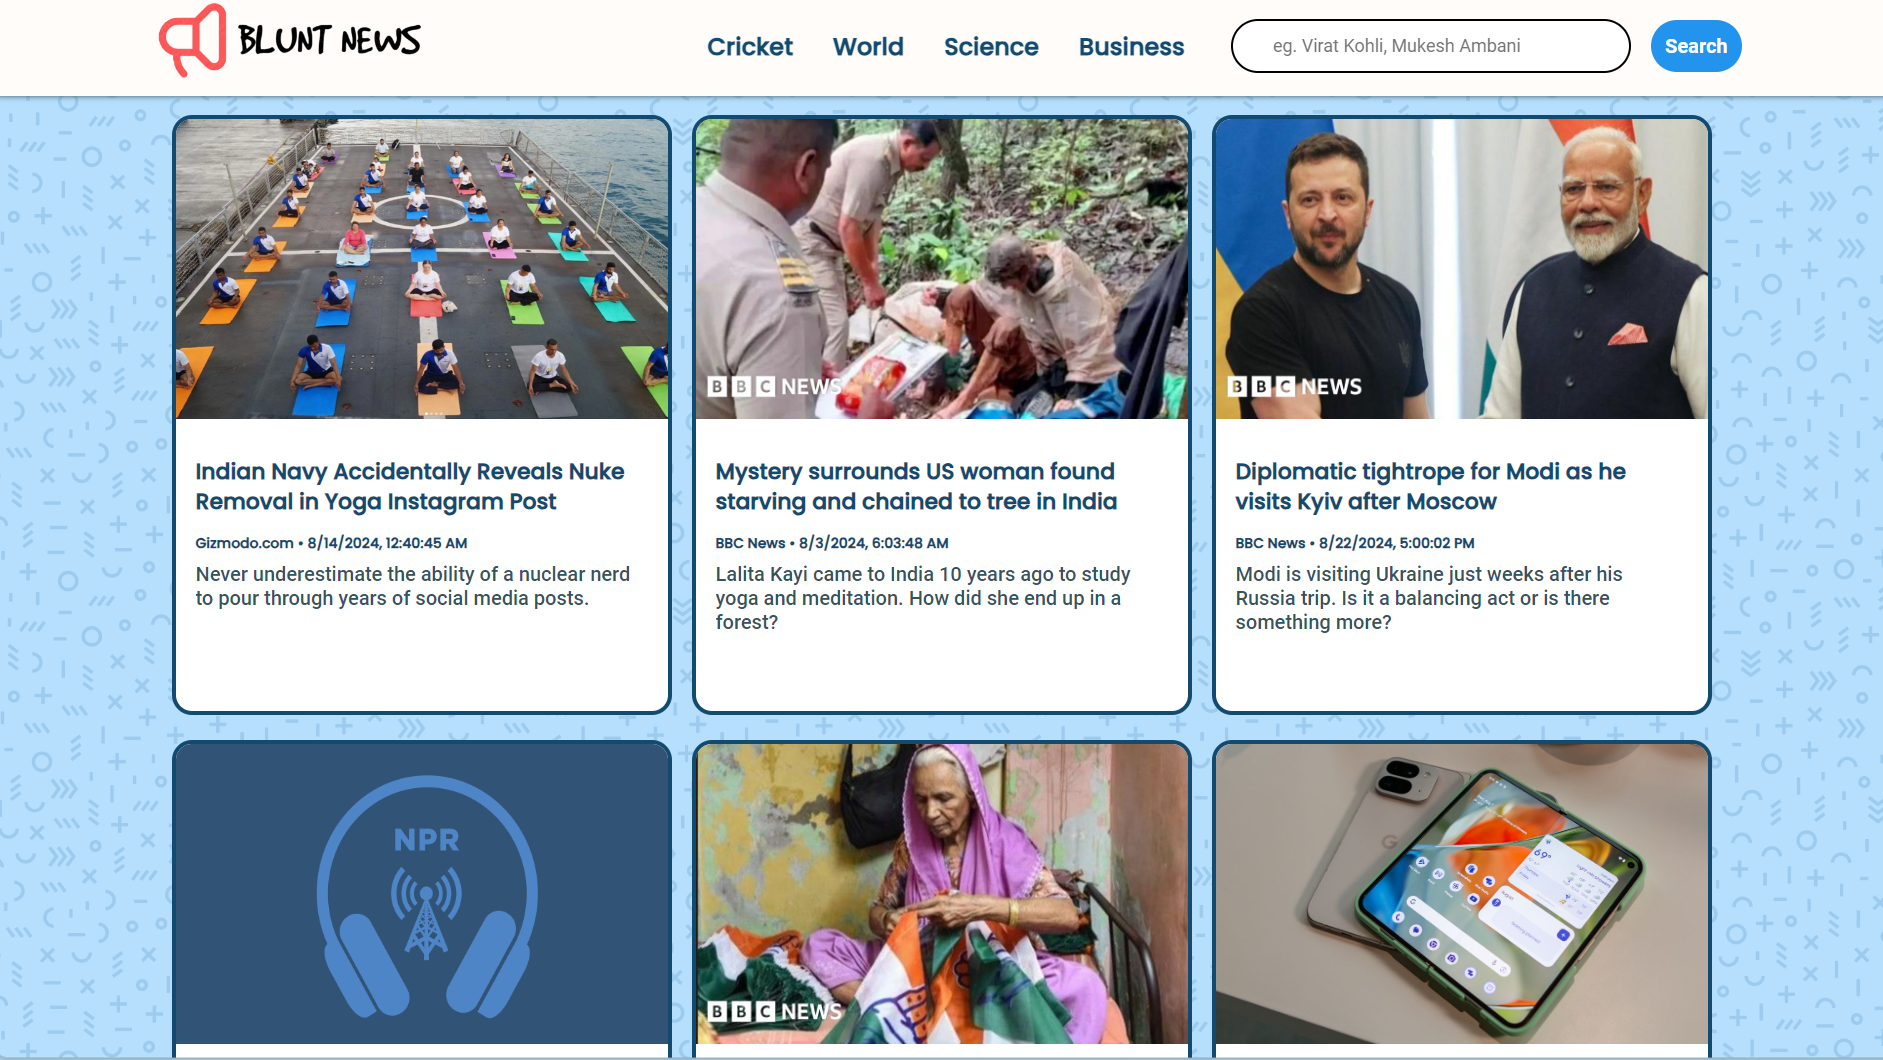 BLUNT NEWS
Cricket
World
Science
Business
eg. Virat Kohli, Mukesh Ambani
Search
BBC NEWS
BBC NEWS
Indian Navy Accidentally Reveals Nuke
Removal in Yoga Instagram Post
Gizmodo.com • 8/14/2024, 12:40:45 AM
Never underestimate the ability of a nuclear nerd
to pour through years of social media posts.
Mystery surrounds US woman found
starving and chained to tree in India
BBC News • 8/3/2024, 6:03:48 AM
Lalita Kayi came to India 10 years ago to study
yoga and meditation. How did she end up in a
forest?
Diplomatic tightrope for Modi as he
visits Kyiv after Moscow
BBC News • 8/22/2024, 5:00:02 PM
Modi is visiting Ukraine just weeks after his
Russia trip. Is it a balancing act or is there
something more?
NPR
BBC NEWS
69°